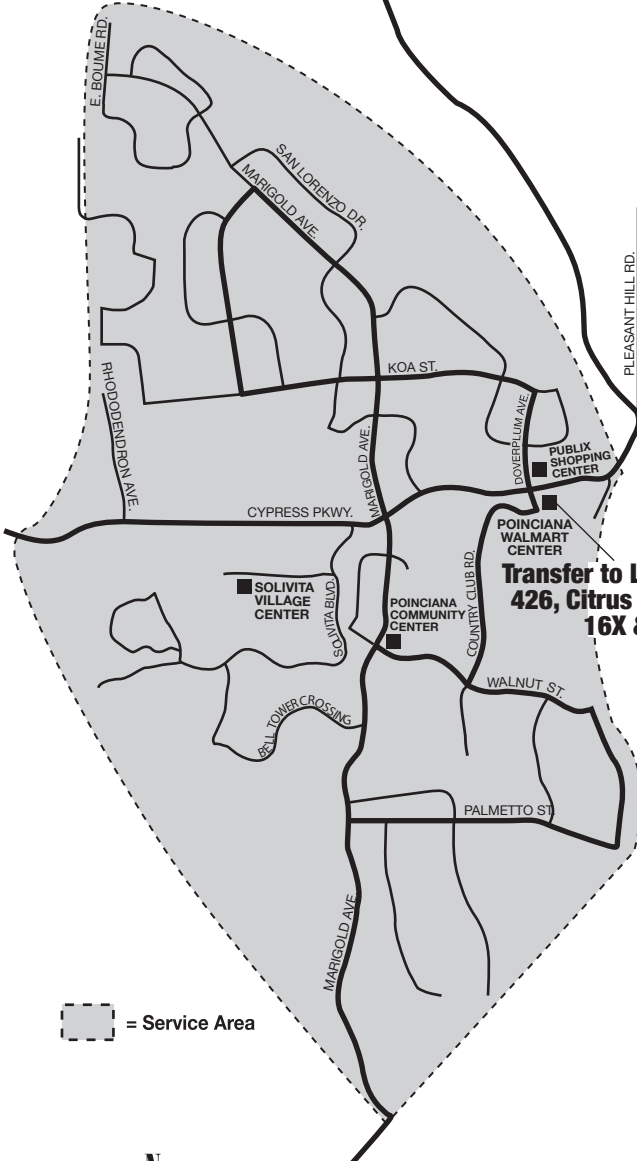 E. BOUME RD.
SAN LORENZO DR.
MARIGOLD AVE.
PLEASANT HILL RD.
KOA ST.
RHODODENDRON AVE.
DOVERPLUM AVE.
MARIGOLD AVE.
PUBLIX
SHOPPING
CENTER
CYPRESS PKWY.
POINCIANA
WALMART
CENTER
Transfer to L
426, Citrus
16X &
SOLIVITA
VILLAGE
CENTER
SOLIVITA BLVD.
POINCIANA
COMMUNITY
CENTER
COUNTRY CLUB RD.
WALNUT ST.
BELL TOWER CROSSING
PALMETTO ST.
MARIGOLD AVE.
= Service Area
N